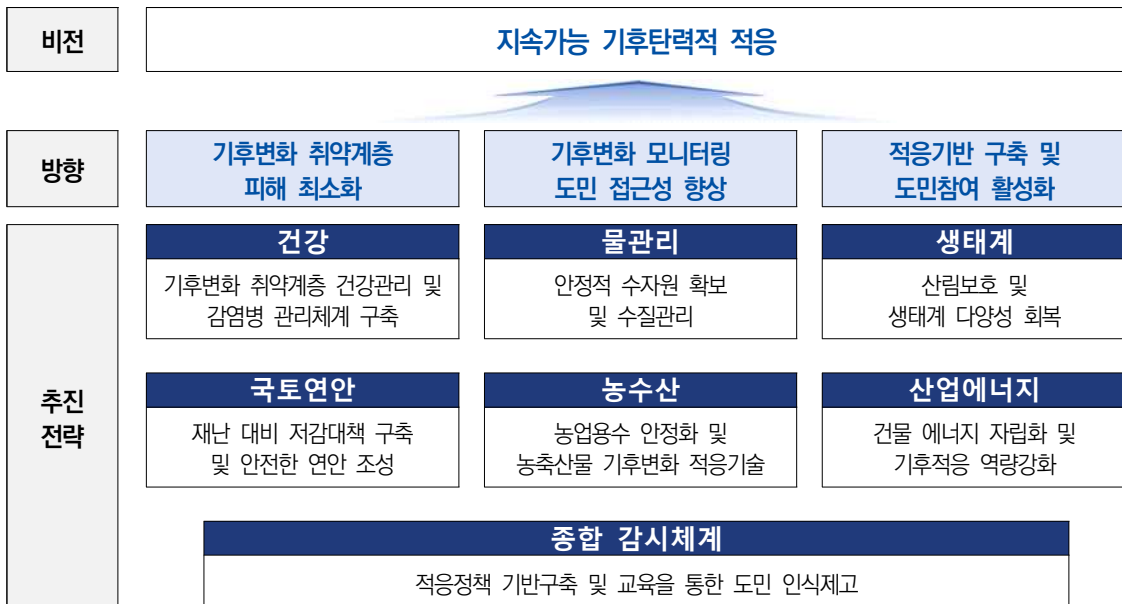 비전
지속가능 기후탄력적 적응
방향
기후변화 취약계층
피해 최소화
기후변화 모니터링
도민 접근성 향상
적응기반 구축 및
도민참여 활성화
추진
전략
건강
기후변화 취약계층 건강관리 및
감염병 관리체계 구축
물관리
안정적 수자원 확보
및 수질관리
생태계
산림보호 및
생태계 다양성 회복
국토연안
재난 대비 저감대책 구축
및 안전한 연안 조성
농수산
농업용수 안정화 및
농축산물 기후변화 적응기술
산업에너지
건물 에너지 자립화 및
기후적응 역량강화
종합 감시체계
적응정책 기반구축 및 교육을 통한 도민 인식제고